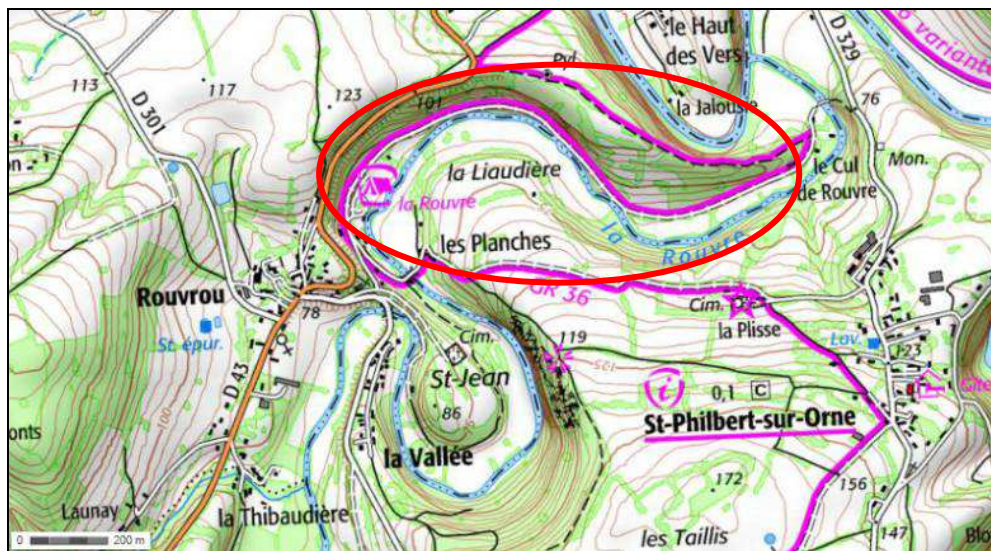 le Haut
des Vers
D 329
variante
113
D 301
117
123
101
Pyl.
la Jalousie
76
Mon.
la Liaudière
le Cul
de Rouvre
la Rouvre
la Rouvre
les Planches
GR 36
Rouvrou
78
Cim.
la Plisse
St. épur.
Cim.
119
Lav.
123
St-Jean
D 43
86
0,1 C
Gîte
St-Philbert-sur-Orne
100
la Vallée
172
156
Launay
la Thibaudière
les Taillis
147
0 200 m